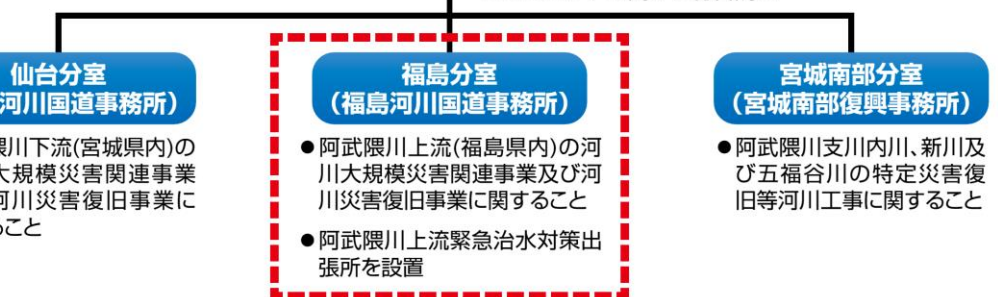 仙台分室
河川国道事務所）
隈川下流(宮城県内)の
大規模災害関連事業
河川災害復旧事業に
こと
福島分室
（福島河川国道事務所）
●阿武隈川上流(福島県内)の河
川大規模災害関連事業及び河
川災害復旧事業に関すること
●阿武隈川上流緊急治水対策出
張所を設置
宮城南部分室
（宮城南部復興事務所）
●阿武隈川支川内川、新川及
び五福谷川の特定災害復
旧等河川工事に関すること